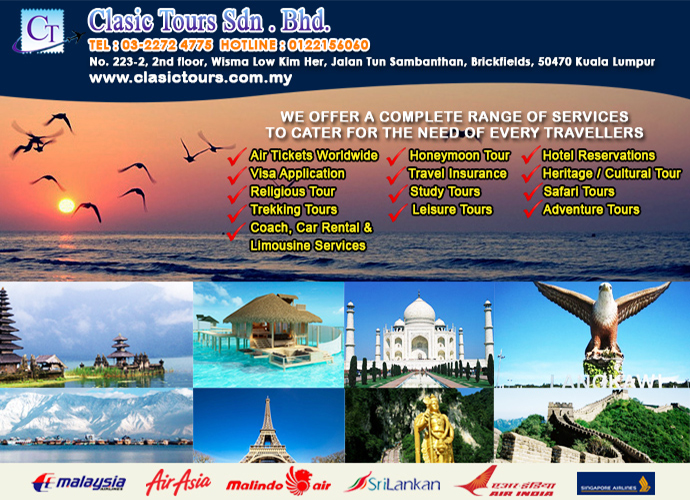 CT
Clasic Tours Sdn . Bhd.
TEL : 03-2272 4775 HOTLINE : 0122156060
No. 223-2, 2nd floor, Wisma Low Kim Her, Jalan Tun Sambanthan, Brickfields, 50470 Kuala Lumpur
www.clasictours.com.my
WE OFFER A COMPLETE RANGE OF SERVICES
TO CATER FOR THE NEED OF EVERY TRAVELLERS
Air Tickets Worldwide
Visa Application
Religious Tour
Trekking Tours
Coach, Car Rental &
Limousine Services
Honeymoon Tour
Travel Insurance
Study Tours
Leisure Tours
Hotel Reservations
Heritage / Cultural Tour
Safari Tours
Adventure Tours
LANGKAWI
malaysia
AIRLINES
AirAsia
malindo air
SriLankan
एअर इंडिया
AIR INDIA
SINGAPORE AIRLINES